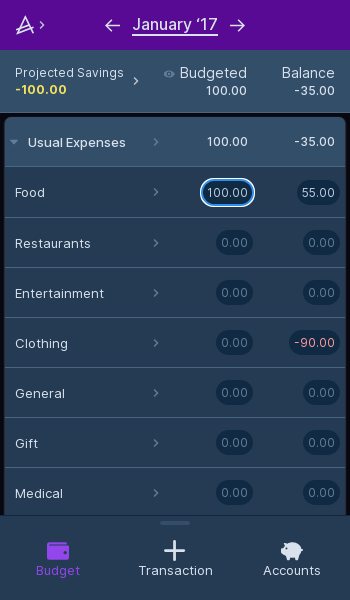 January ‘17
Projected Savings
-100.00
Budgeted
100.00
Balance
-35.00
Usual Expenses 100.00 -35.00
Food 100.00 55.00
Restaurants 0.00 0.00
Entertainment 0.00 0.00
Clothing 0.00 -90.00
General 0.00 0.00
Gift 0.00 0.00
Medical 0.00 0.00
Budget Transaction Accounts